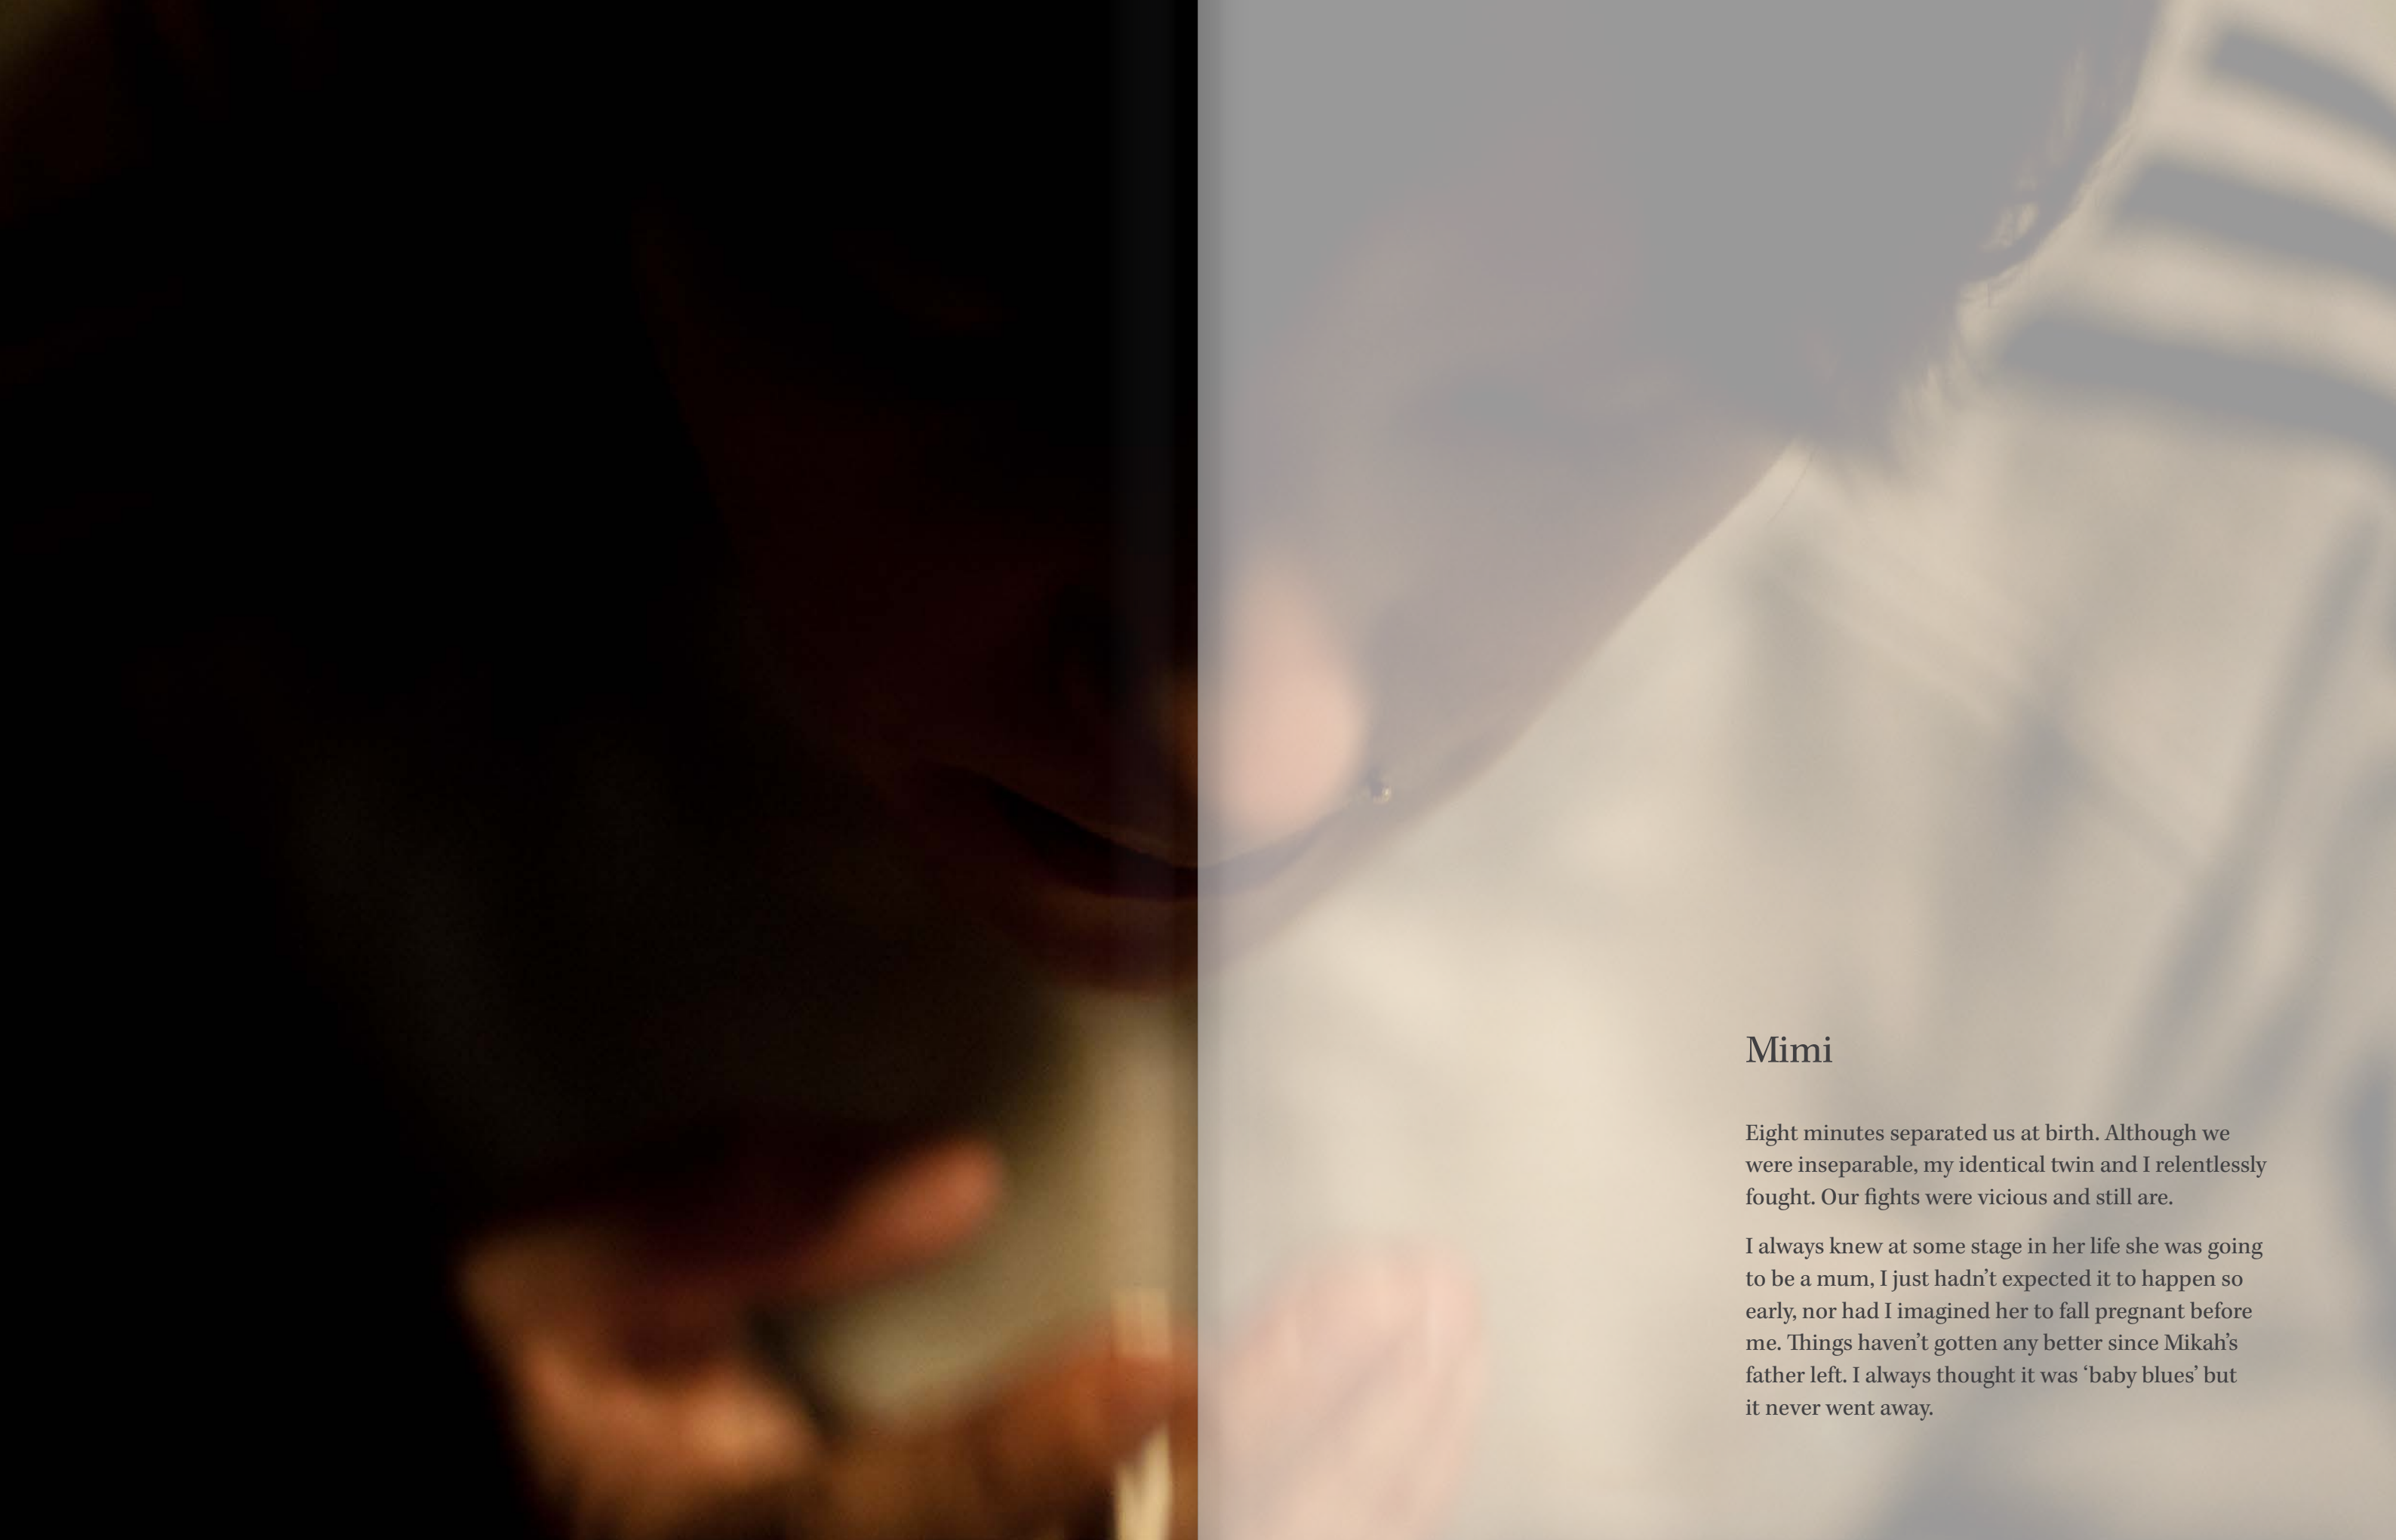 Mimi
Eight minutes separated us at birth. Although we
were inseparable, my identical twin and I relentlessly
fought. Our fights were vicious and still are.
I always knew at some stage in her life she was going
to be a mum, I just hadn’t expected it to happen so
early, nor had I imagined her to fall pregnant before
me. Things haven’t gotten any better since Mikah’s
father left. I always thought it was ‘baby blues’ but
it never went away.